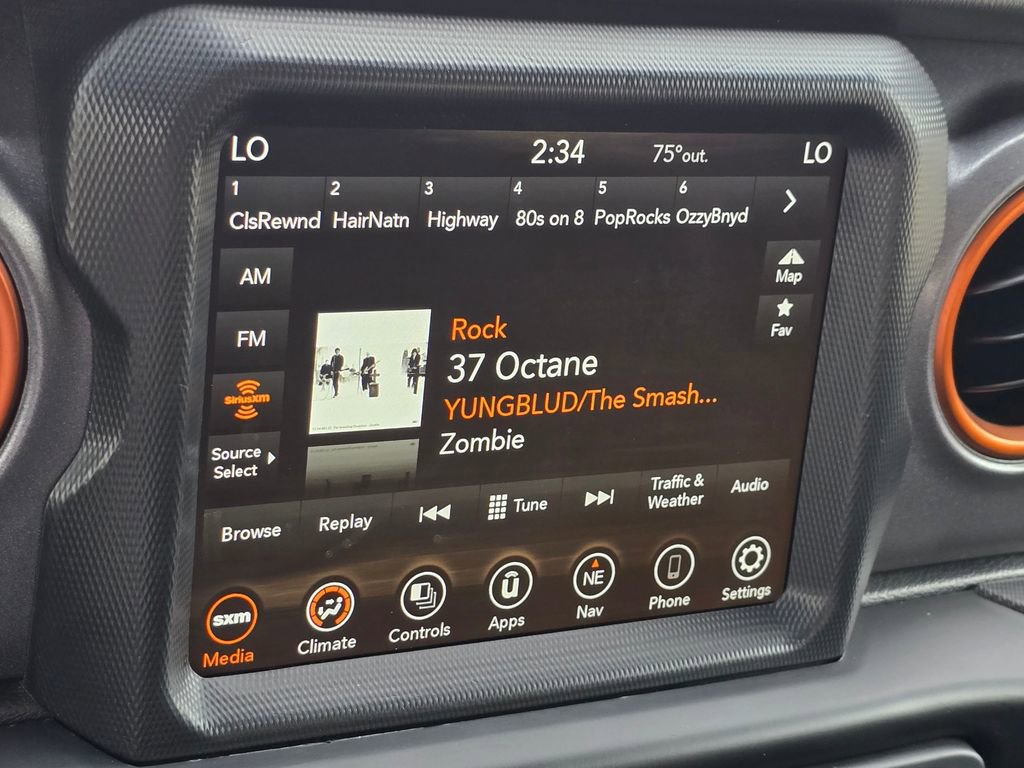 LO 2:34 75°out. LO
1 2 3 4 5 6
ClsRewnd HairNatn Highway 80s on 8 PopRocks OzzyBnyd
AM
Map
FM
Fav
Rock
37 Octane
SiriusXM
YUNGBLUD/The Smash...
Zombie
Source
Select
Browse Replay Tune
Traffic &
Weather
Audio
sxm NE
Media Climate Controls Apps Nav Phone Settings